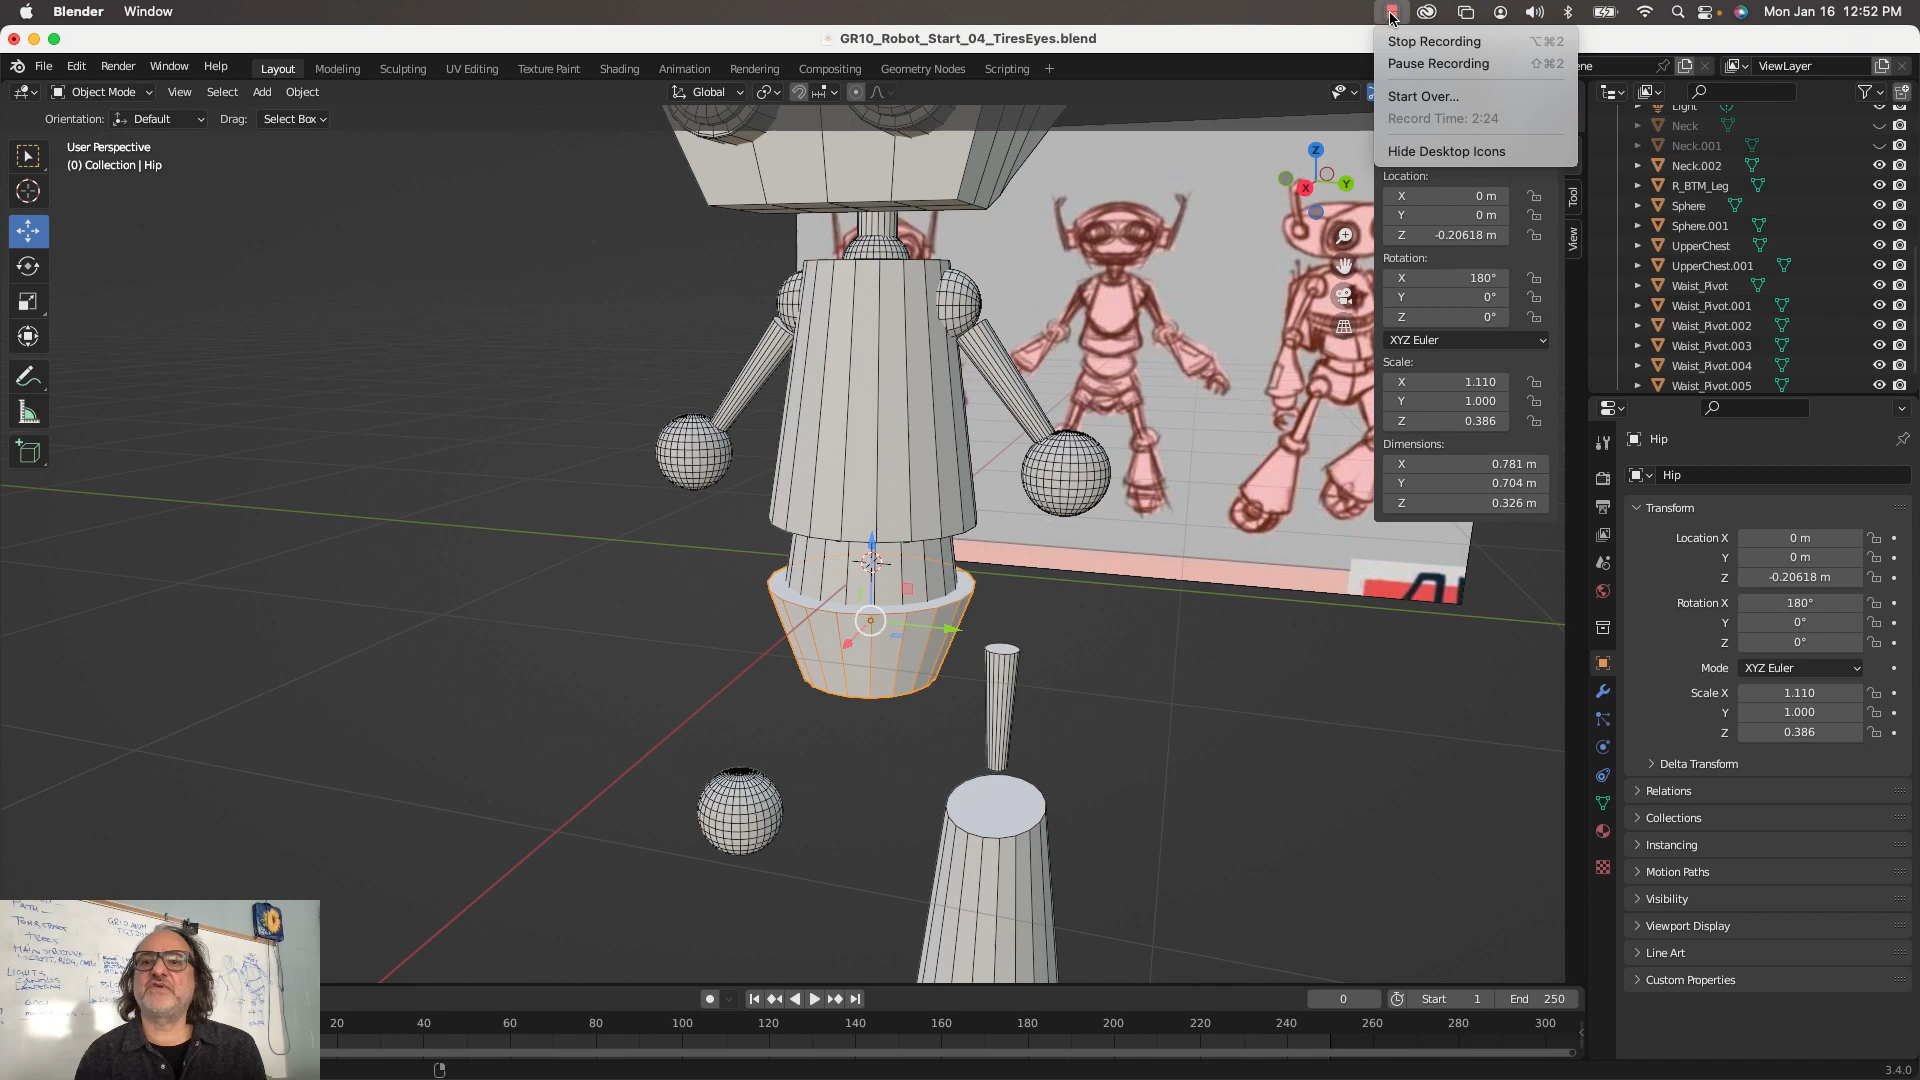 Blender Window
Mon Jan 16 12:52 PM
GR10_Robot_Start_04_TiresEyes.blend
Stop Recording ⌥⌘2
Pause Recording ⇧⌘2
Start Over...
Record Time: 2:24
Hide Desktop Icons
File Edit Render Window Help
Layout Modeling Sculpting UV Editing Texture Paint Shading Animation Rendering Compositing Geometry Nodes Scripting +
ene ViewLayer
Object Mode View Select Add Object
Global
Orientation: Default Drag: Select Box
User Perspective
(0) Collection | Hip
Z
X
Y
Tool
View
Location:
X 0 m
Y 0 m
Z -0.20618 m
Rotation:
X 180°
Y 0°
Z 0°
XYZ Euler
Scale:
X 1.110
Y 1.000
Z 0.386
Dimensions:
X 0.781 m
Y 0.704 m
Z 0.326 m
Light
Neck
Neck.001
Neck.002
R_BTM_Leg
Sphere
Sphere.001
UpperChest
UpperChest.001
Waist_Pivot
Waist_Pivot.001
Waist_Pivot.002
Waist_Pivot.003
Waist_Pivot.004
Waist_Pivot.005
Hip
Hip
Transform
Location X 0 m
Y 0 m
Z -0.20618 m
Rotation X 180°
Y 0°
Z 0°
Mode XYZ Euler
Scale X 1.110
Y 1.000
Z 0.386
Delta Transform
Relations
Collections
Instancing
Motion Paths
Visibility
Viewport Display
Line Art
Custom Properties
0 Start 1 End 250
20 40 60 80 100 120 140 160 180 200 220 240 260 280 300
3.4.0